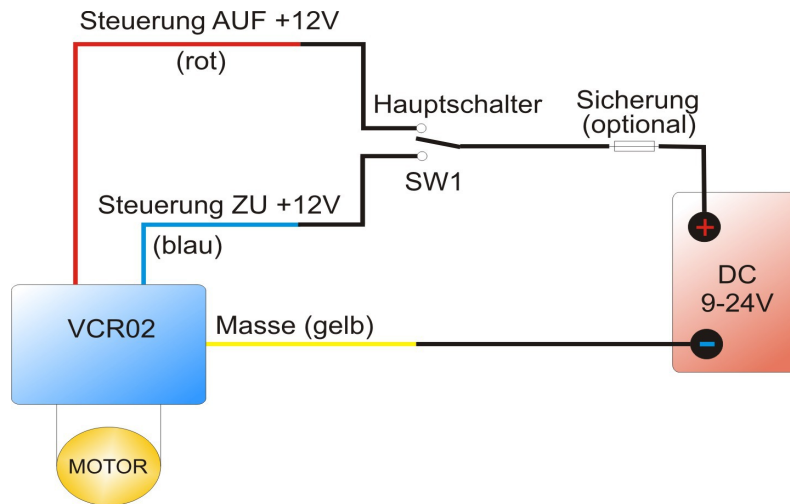 Steuerung AUF +12V
(rot)
Hauptschalter
Sicherung
(optional)
SW1
Steuerung ZU +12V
(blau)
+
DC
9-24V
VCR02
Masse (gelb)
-
MOTOR